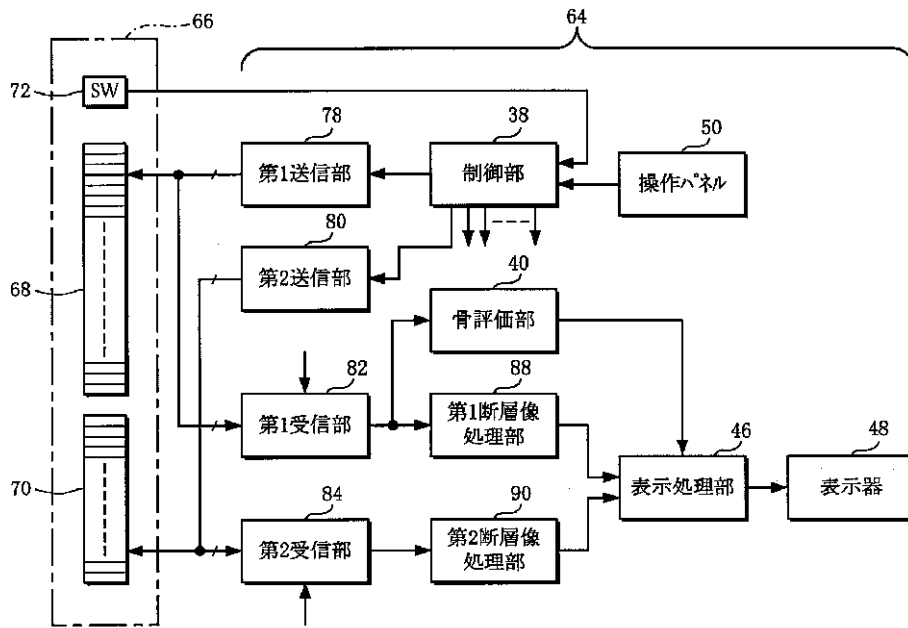 66
64
72
SW
78
第1送信部
38
制御部
50
操作パネル
80
第2送信部
68
40
骨評価部
82
第1受信部
88
第1断層像
処理部
46
表示処理部
48
表示器
70
84
第2受信部
90
第2断層像
処理部